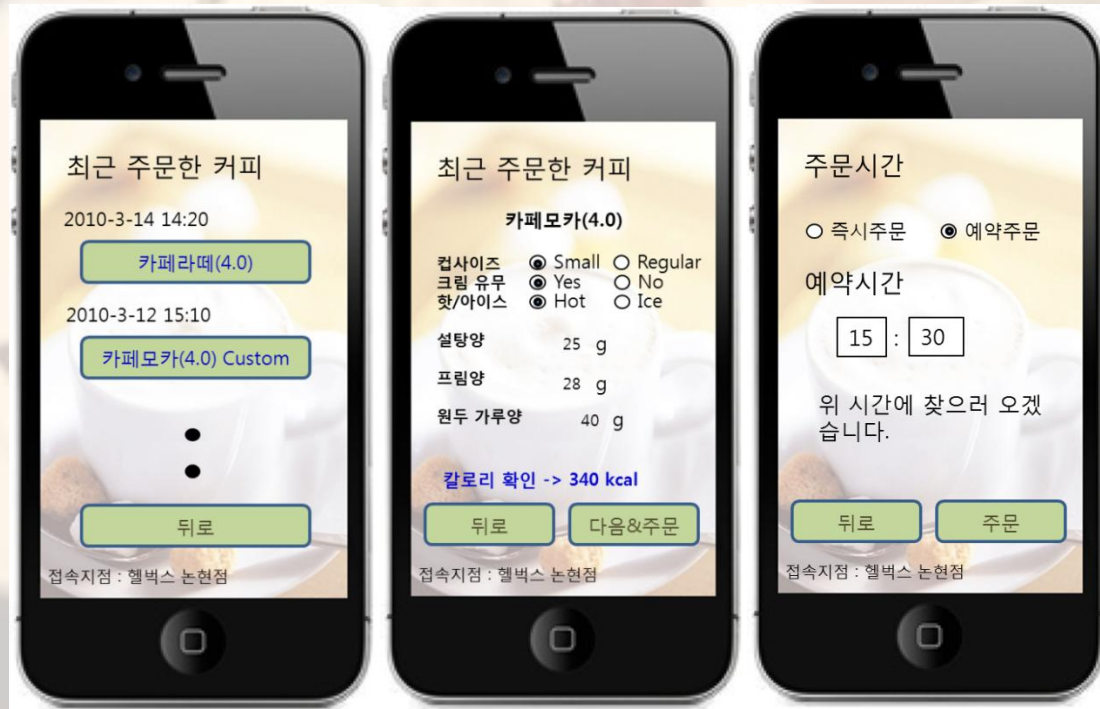 최근 주문한 커피
2010-3-14 14:20
카페라떼(4.0)
2010-3-12 15:10
카페모카(4.0) Custom
뒤로
접속지점 : 헬벅스 논현점
최근 주문한 커피
카페모카(4.0)
컵사이즈 Small Regular
크림 유무 Yes No
핫/아이스 Hot Ice
설탕양 25 g
프림양 28 g
원두 가루양 40 g
칼로리 확인 -> 340 kcal
뒤로 다음&주문
접속지점 : 헬벅스 논현점
주문시간
즉시주문 예약주문
예약시간
15 : 30
위 시간에 찾으러 오겠
습니다.
뒤로 주문
접속지점 : 헬벅스 논현점